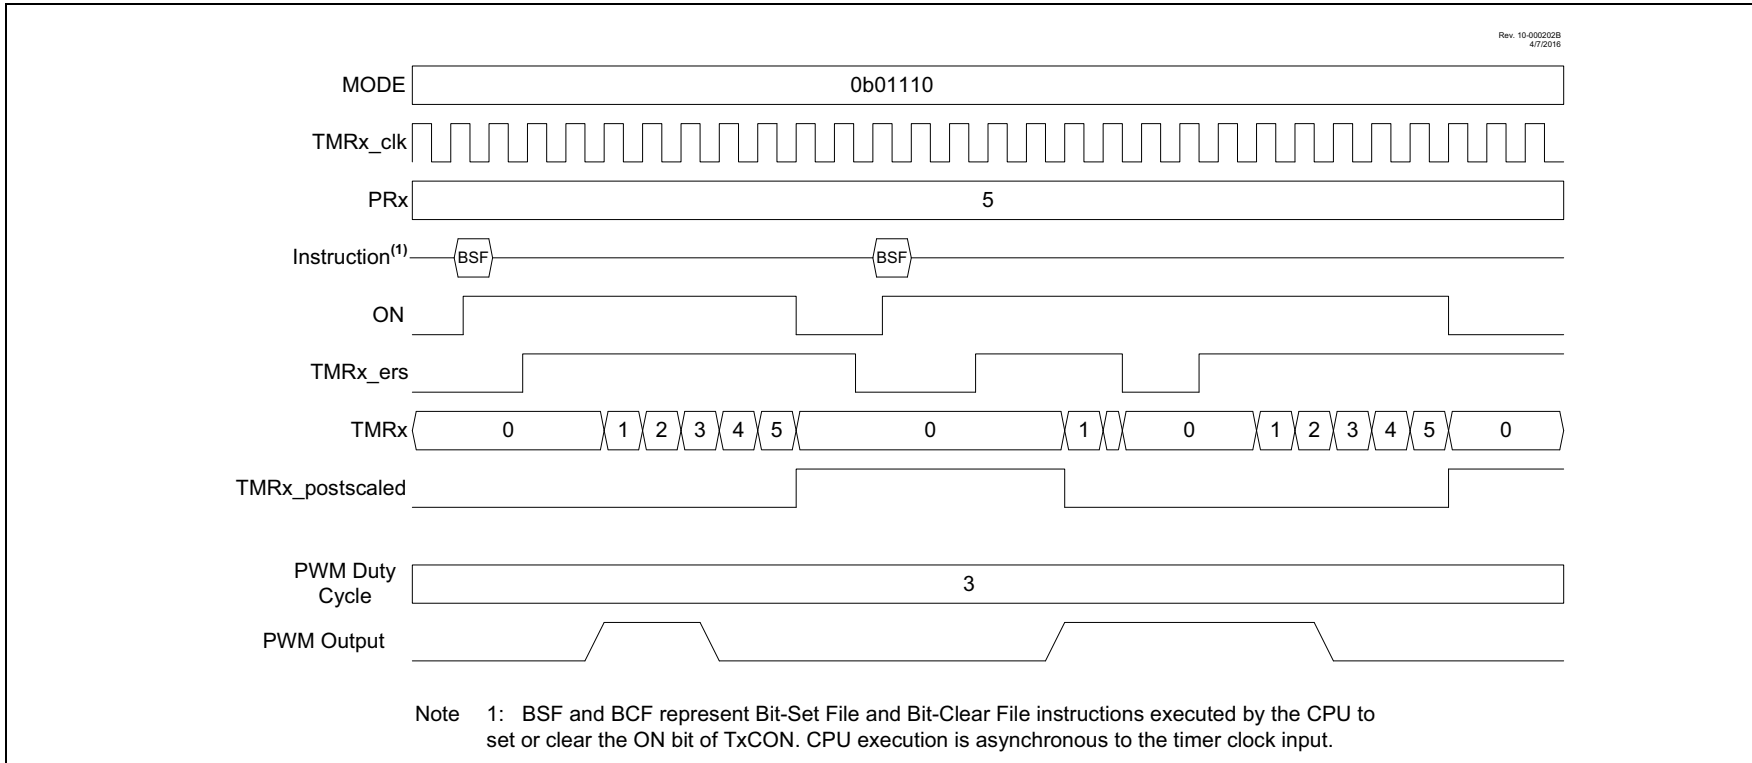 Rev. 10-000202B
4/7/2016
MODE 0b01110
TMRx_clk
PRx 5
Instruction(1) BSF BSF
ON
TMRx_ers
TMRx 0 1 2 3 4 5 0 1 0 1 2 3 4 5 0
TMRx_postscaled
PWM Duty
Cycle 3
PWM Output
Note 1: BSF and BCF represent Bit-Set File and Bit-Clear File instructions executed by the CPU to
set or clear the ON bit of TxCON. CPU execution is asynchronous to the timer clock input.